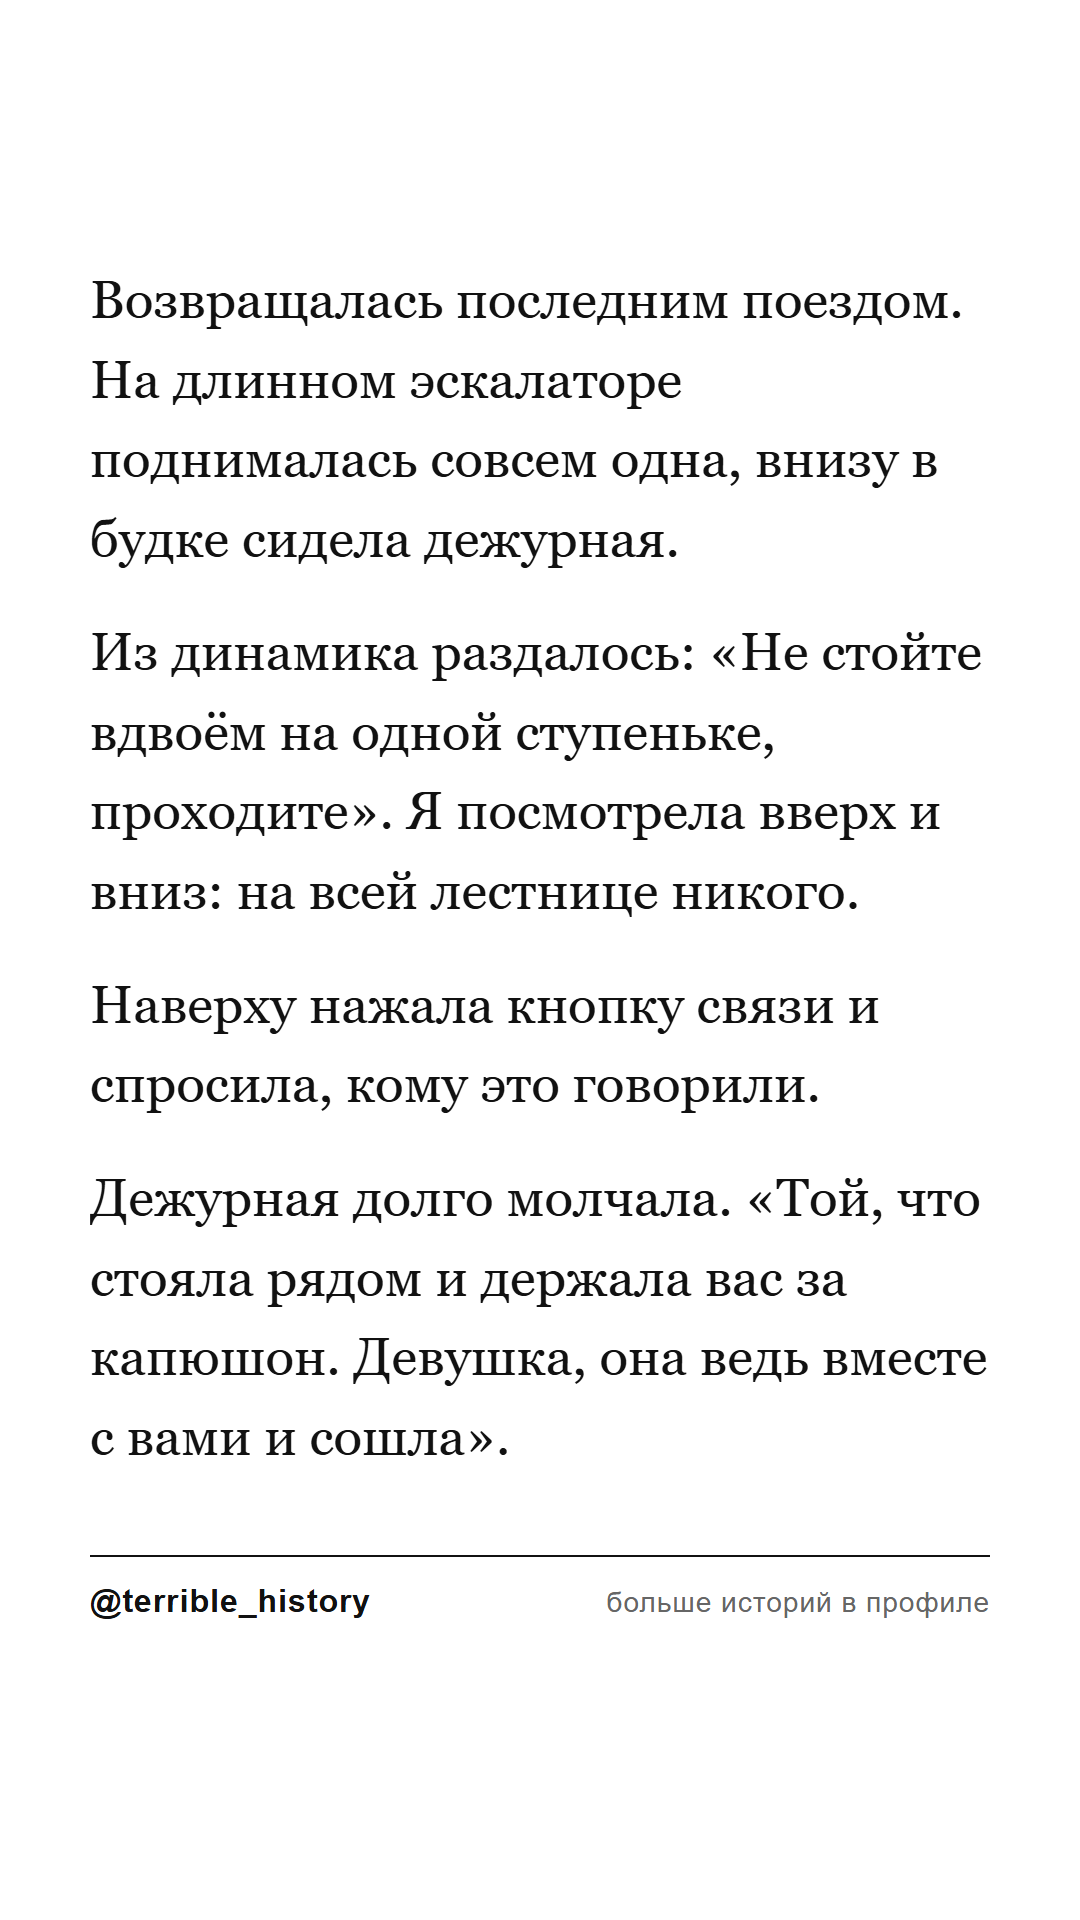 Возвращалась последним поездом.
На длинном эскалаторе
поднималась совсем одна, внизу в
будке сидела дежурная.
Из динамика раздалось: «Не стойте
вдвоём на одной ступеньке,
проходите». Я посмотрела вверх и
вниз: на всей лестнице никого.
Наверху нажала кнопку связи и
спросила, кому это говорили.
Дежурная долго молчала. «Той, что
стояла рядом и держала вас за
капюшон. Девушка, она ведь вместе
с вами и сошла».
@terrible_history
больше историй в профиле